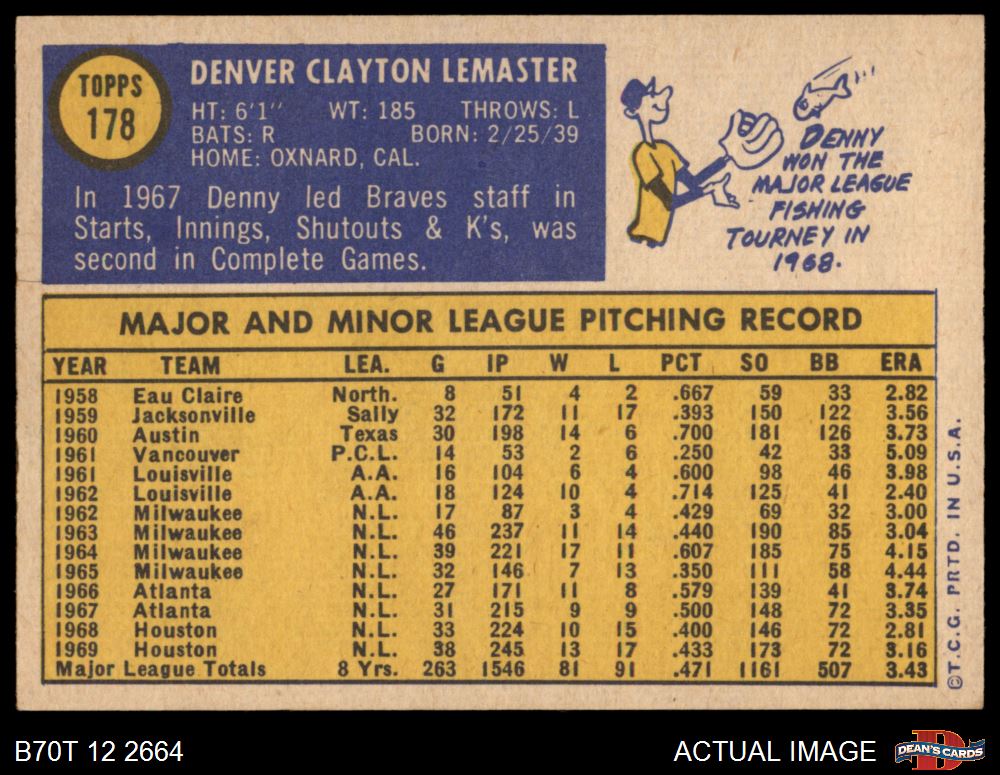 TOPPS
178
DENVER CLAYTON LEMASTER
HT: 6'1" WT: 185 THROWS: L
BATS: R BORN: 2/25/39
HOME: OXNARD, CAL.
In 1967 Denny led Braves staff in
Starts, Innings, Shutouts & K's, was
second in Complete Games.
DENNY
WON THE
MAJOR LEAGUE
FISHING
TOURNEY IN
1968.
MAJOR AND MINOR LEAGUE PITCHING RECORD
YEAR TEAM LEA. G IP W L PCT SO BB ERA
1958 Eau Claire North. 8 51 4 2 .667 59 33 2.82
1959 Jacksonville Sally 32 172 11 17 .393 150 122 3.56
1960 Austin Texas 30 198 14 6 .700 181 126 3.73
1961 Vancouver P.C.L. 14 53 2 6 .250 42 33 5.09
1961 Louisville A.A. 16 104 6 4 .600 98 46 3.98
1962 Louisville A.A. 18 124 10 4 .714 125 41 2.40
1962 Milwaukee N.L. 17 87 3 4 .429 69 32 3.00
1963 Milwaukee N.L. 46 237 11 14 .440 190 85 3.04
1964 Milwaukee N.L. 39 221 17 11 .607 185 75 4.15
1965 Milwaukee N.L. 32 146 7 13 .350 111 58 4.44
1966 Atlanta N.L. 27 171 11 8 .579 139 41 3.74
1967 Atlanta N.L. 31 215 9 9 .500 148 72 3.35
1968 Houston N.L. 33 224 10 15 .400 146 72 2.81
1969 Houston N.L. 38 245 13 17 .433 173 72 3.16
Major League Totals 8 Yrs. 263 1546 81 91 .471 1161 507 3.43
©T.C.G. PRTD. IN U.S.A.
B70T 12 2664
ACTUAL IMAGE
DEAN'S CARDS